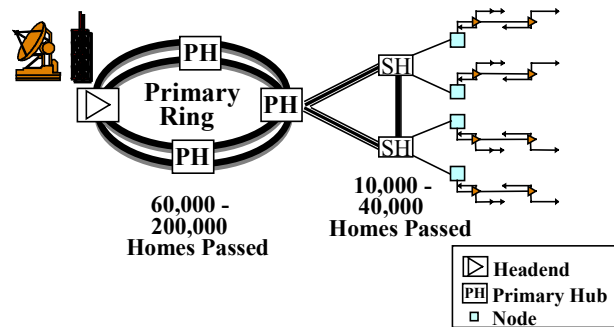 PH
SH
Primary
Ring
PH
PH
SH
60,000 -
200,000
Homes Passed
10,000 -
40,000
Homes Passed
Headend
PH Primary Hub
Node